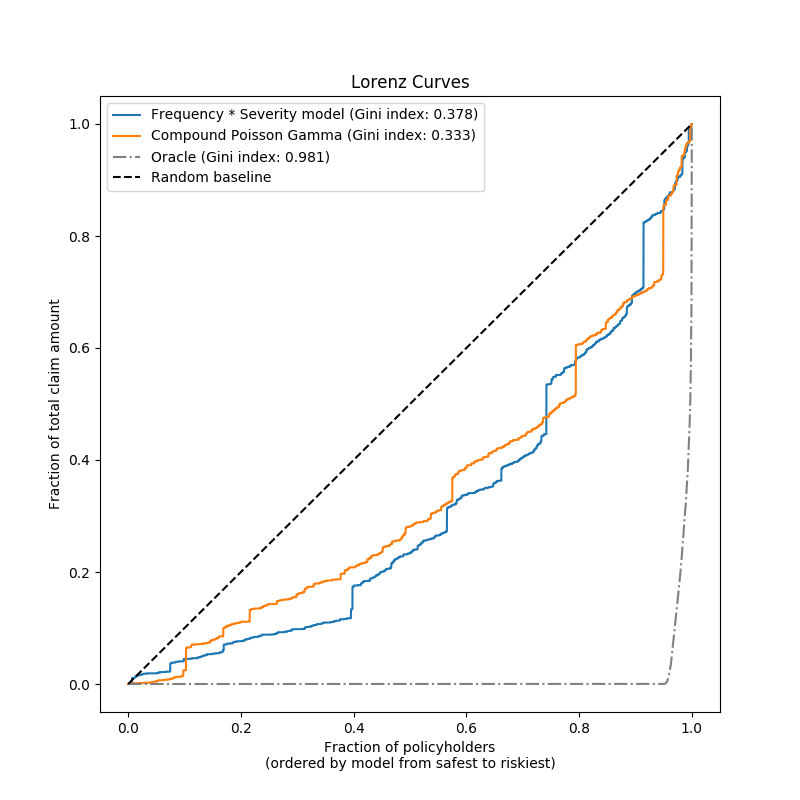 Lorenz Curves
Frequency * Severity model (Gini index: 0.378)
Compound Poisson Gamma (Gini index: 0.333)
Oracle (Gini index: 0.981)
Random baseline
Fraction of total claim amount
1.0
0.8
0.6
0.4
0.2
0.0
0.0 0.2 0.4 0.6 0.8 1.0
Fraction of policyholders
(ordered by model from safest to riskiest)